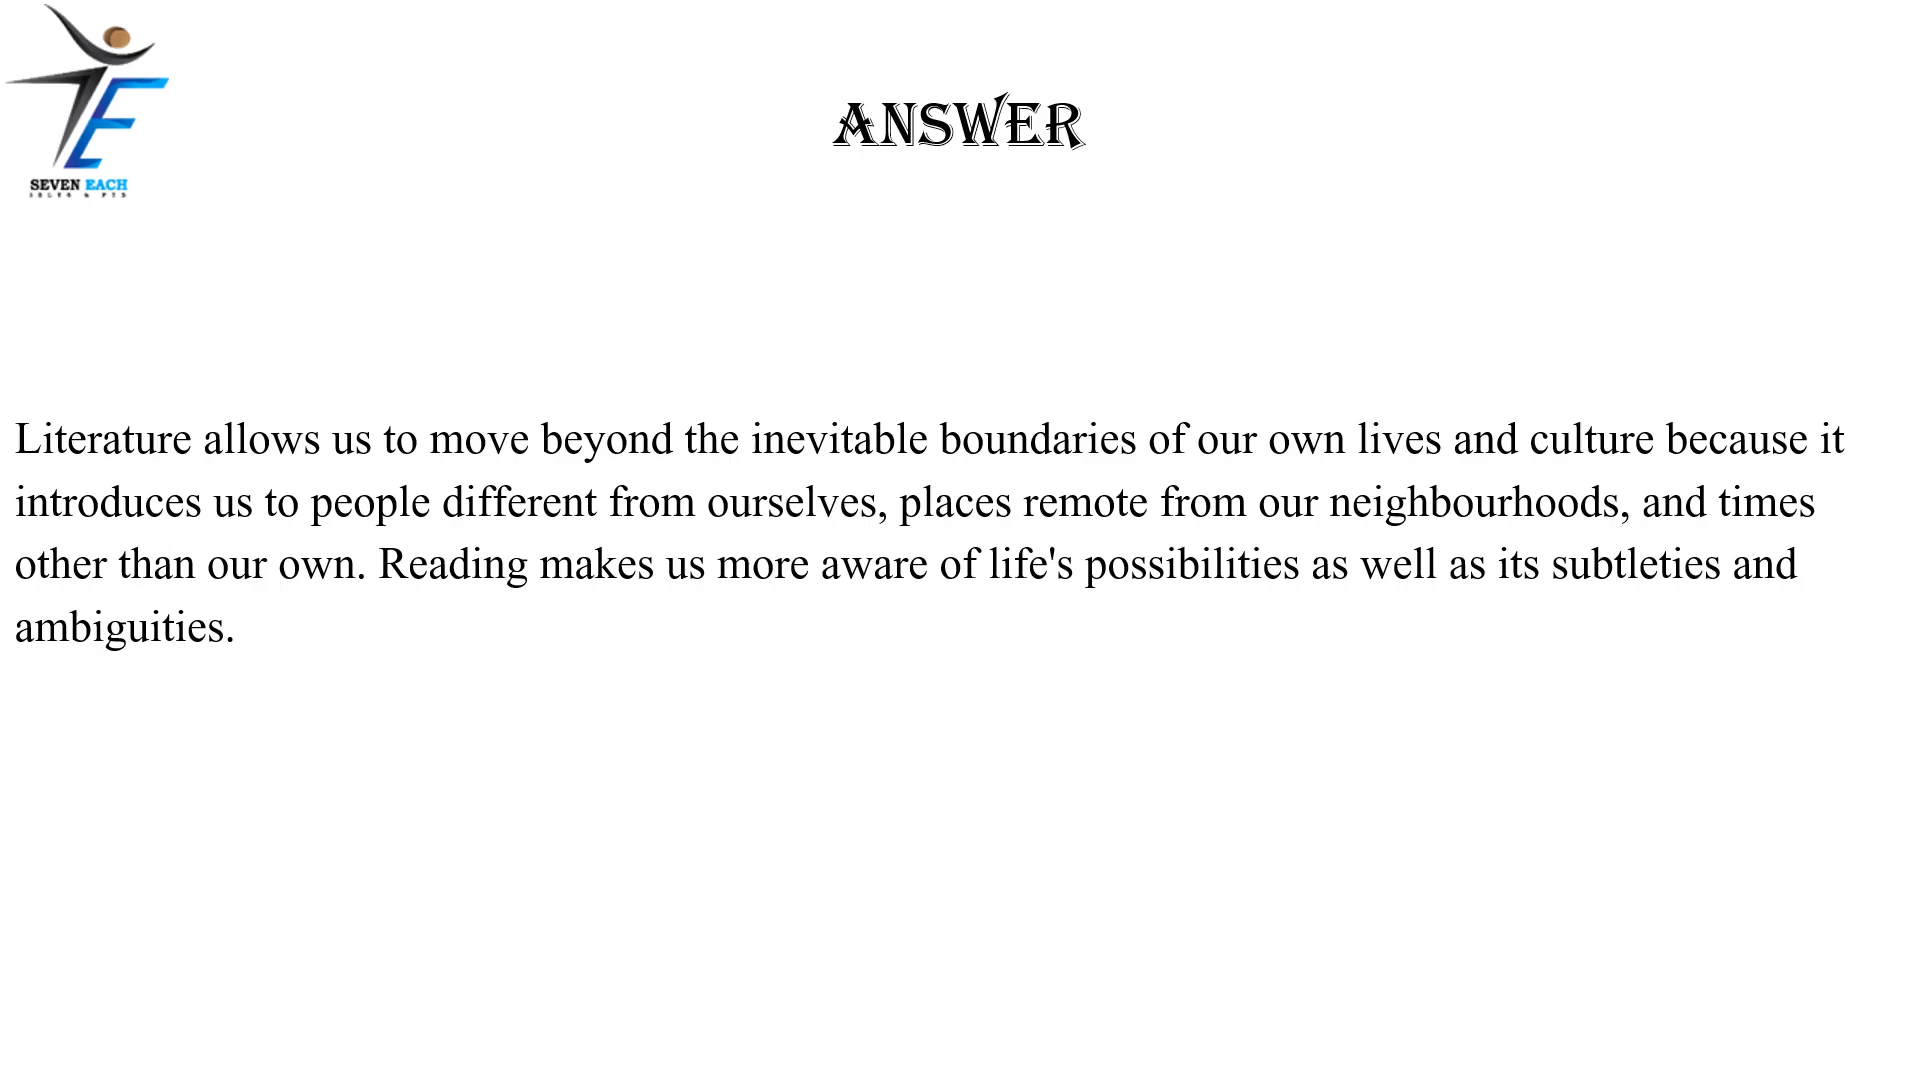 SEVEN EACH
ANSWER
Literature allows us to move beyond the inevitable boundaries of our own lives and culture because it
introduces us to people different from ourselves, places remote from our neighbourhoods, and times
other than our own. Reading makes us more aware of life's possibilities as well as its subtleties and
ambiguities.